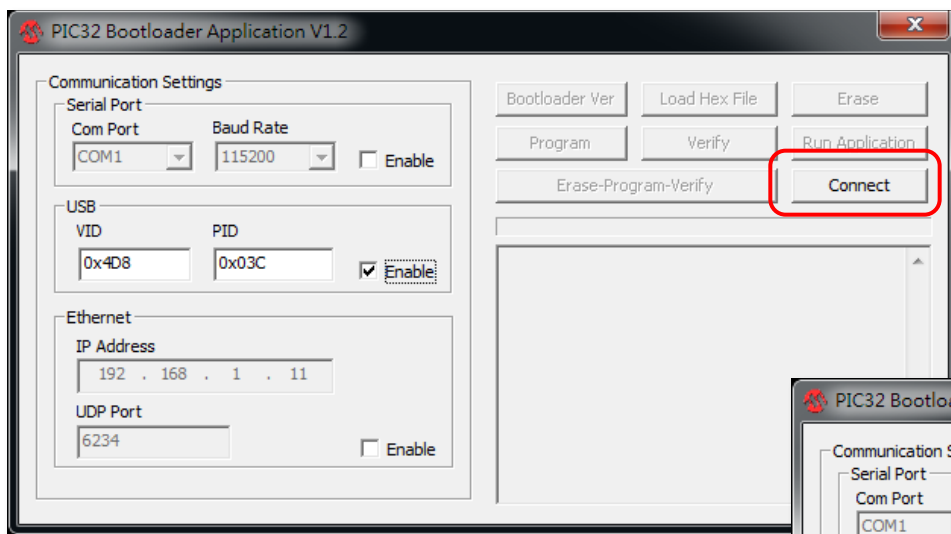 PIC32 Bootloader Application V1.2
x
Communication Settings
Serial Port
Com Port Baud Rate
COM1 115200 Enable
USB
VID PID
0x4D8 0x03C Enable
Ethernet
IP Address
192 . 168 . 1 . 11
UDP Port
6234 Enable
Bootloader Ver Load Hex File Erase
Program Verify Run Application
Erase-Program-Verify Connect
PIC32 Bootloa
Communication S
Serial Port
Com Port
COM1